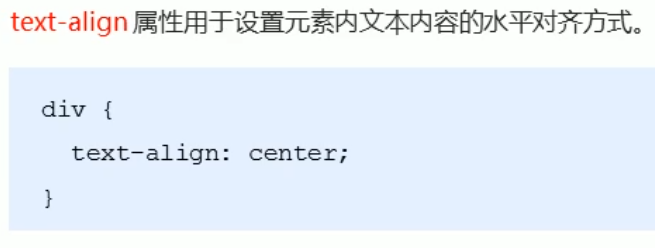 text-align 属性用于设置元素内文本内容的水平对齐方式。
div {
  text-align: center;
}